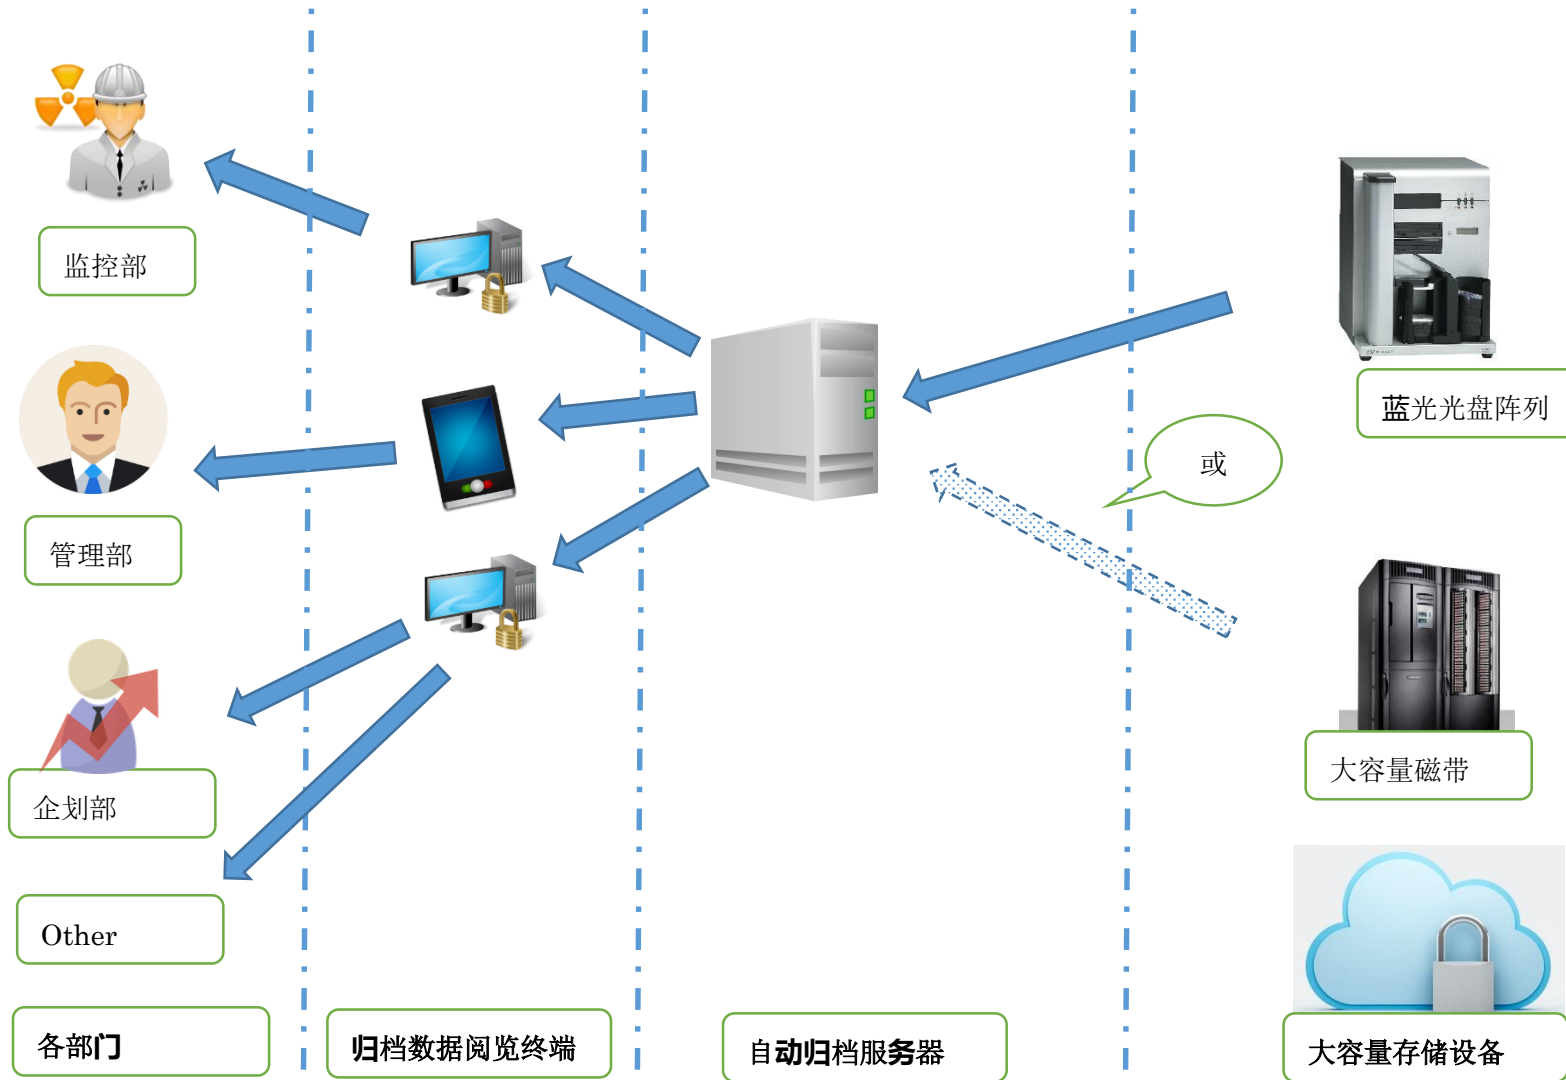 监控部
蓝光光盘阵列
或
管理部
大容量磁带
企划部
Other
各部门
归档数据阅览终端
自动归档服务器
大容量存储设备